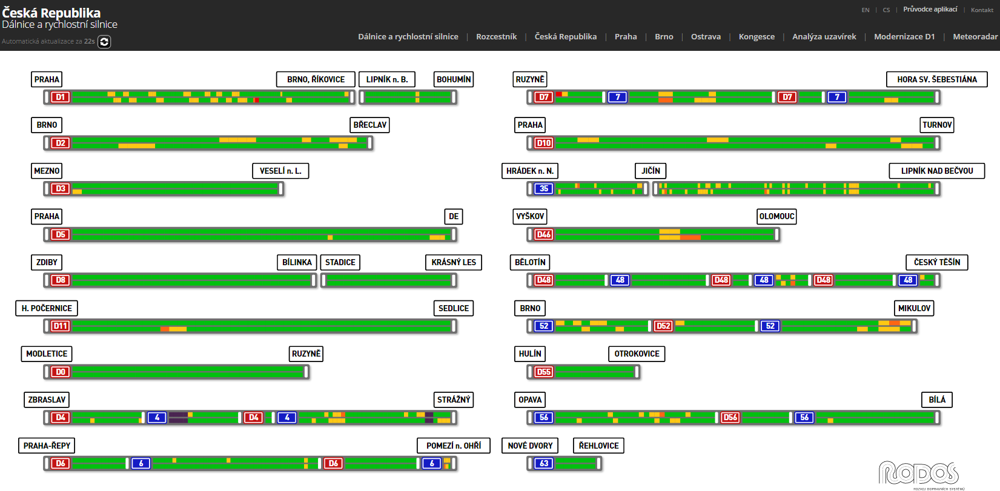 Česká Republika
Dálnice a rychlostní silnice
Automatická aktualizace za 22s
EN | CS | Průvodce aplikací | Kontakt
Dálnice a rychlostní silnice | Rozcestník | Česká Republika | Praha | Brno | Ostrava | Kongesce | Analýza uzavírek | Modernizace D1 | Meteoradar
PRAHA BRNO, ŘÍKOVICE LIPNÍK n. B. BOHUMÍN
D1
BRNO BŘECLAV
D2
MEZNO VESELÍ n. L.
D3
PRAHA DE
D5
ZDIBY BÍLINKA STADICE KRÁSNÝ LES
D8
H. POČERNICE SEDLICE
D11
MODLETICE RUZYNĚ
D0
ZBRASLAV STRÁŽNÝ
D4 4 D4 4
PRAHA-ŘEPY POMEZÍ n. OHŘÍ
D6 6 D6 6
RUZYNĚ HORA SV. ŠEBESTIÁNA
D7 7 D7 7
PRAHA TURNOV
D10
HRÁDEK n. N. JIČÍN LIPNÍK NAD BEČVOU
35
VYŠKOV OLOMOUC
D46
BĚLOTÍN ČESKÝ TĚŠÍN
D48 48 D48 48 D48 48
BRNO MIKULOV
52 D52 52
HULÍN OTROKOVICE
D55
OPAVA BÍLÁ
56 D56 56
NOVÉ DVORY ŘEHLOVICE
63
RODOS
ROZVOJ DOPRAVNÍCH SYSTÉMŮ